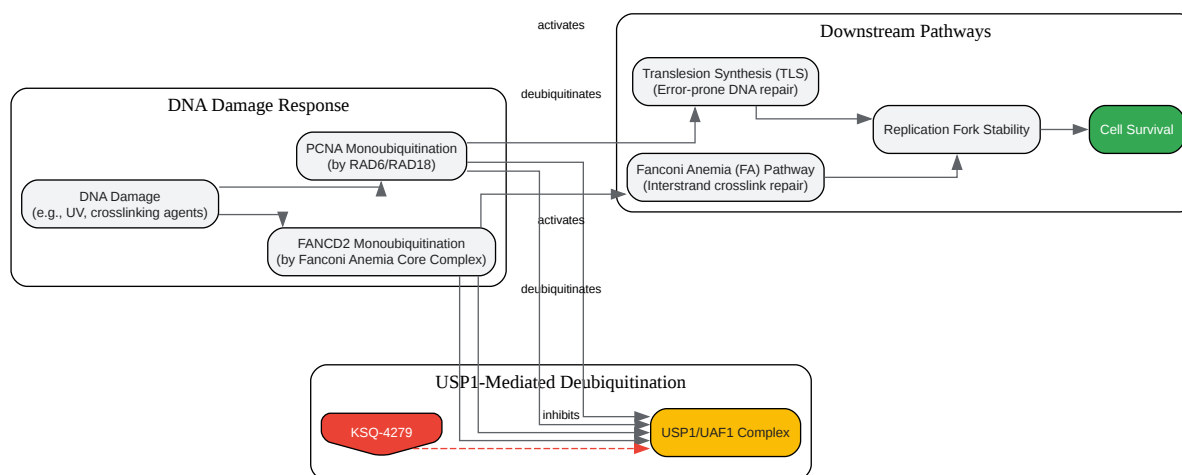 activates
Downstream Pathways
Translesion Synthesis (TLS)
(Error-prone DNA repair)
deubiquitinates
DNA Damage Response
PCNA Monoubiquitination
(by RAD6/RAD18)
Replication Fork Stability
Cell Survival
Fanconi Anemia (FA) Pathway
(Interstrand crosslink repair)
DNA Damage
(e.g., UV, crosslinking agents)
activates
FANCD2 Monoubiquitination
(by Fanconi Anemia Core Complex)
deubiquitinates
USP1-Mediated Deubiquitination
inhibits
KSQ-4279
USP1/UAF1 Complex